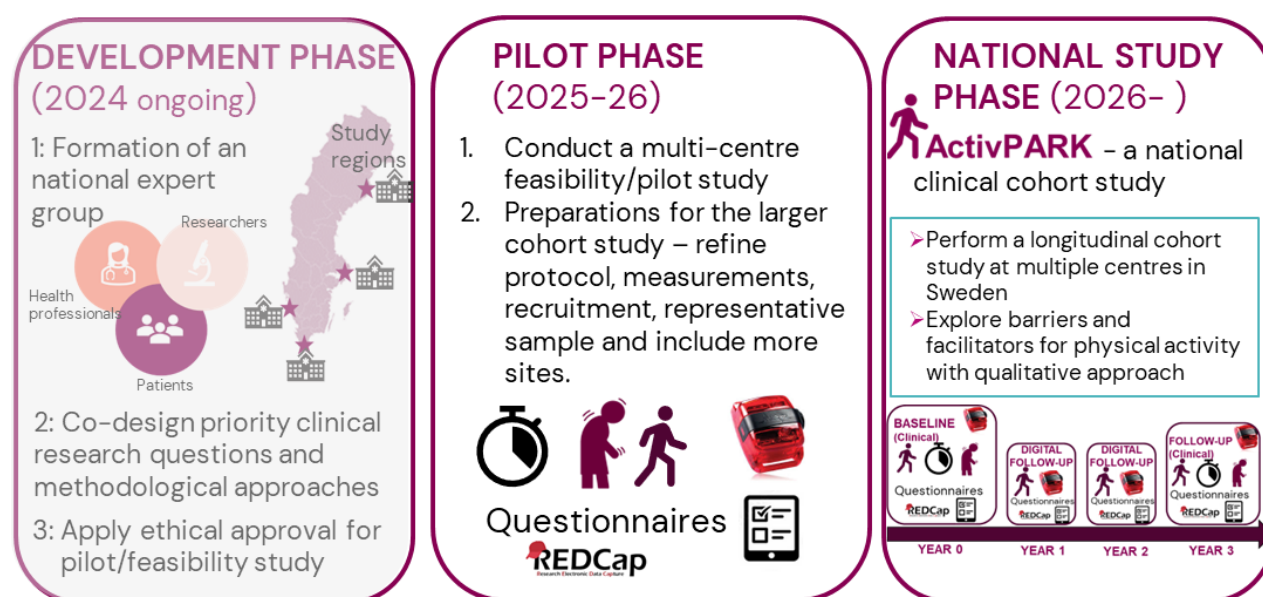 DEVELOPMENT PHASE
(2024 ongoing)
1: Formation of an
national expert
group
Study
regions
Researchers
Health
professionals
Patients
2: Co-design priority clinical
research questions and
methodological approaches
3: Apply ethical approval for
pilot/feasibility study
PILOT PHASE
(2025-26)
1. Conduct a multi-centre
feasibility/pilot study
2. Preparations for the larger
cohort study – refine
protocol, measurements,
recruitment, representative
sample and include more
sites.
Questionnaires
REDCap
Research Electronic Data Capture
NATIONAL STUDY
PHASE (2026- )
ActivPARK - a national
clinical cohort study
➢Perform a longitudinal cohort
study at multiple centres in
Sweden
➢Explore barriers and
facilitators for physical activity
with qualitative approach
BASELINE
(Clinical)
Questionnaires
REDCap
DIGITAL
FOLLOW-UP
Questionnaires
REDCap
DIGITAL
FOLLOW-UP
Questionnaires
REDCap
FOLLOW-UP
(Clinical)
Questionnaires
REDCap
YEAR 0
YEAR 1
YEAR 2
YEAR 3